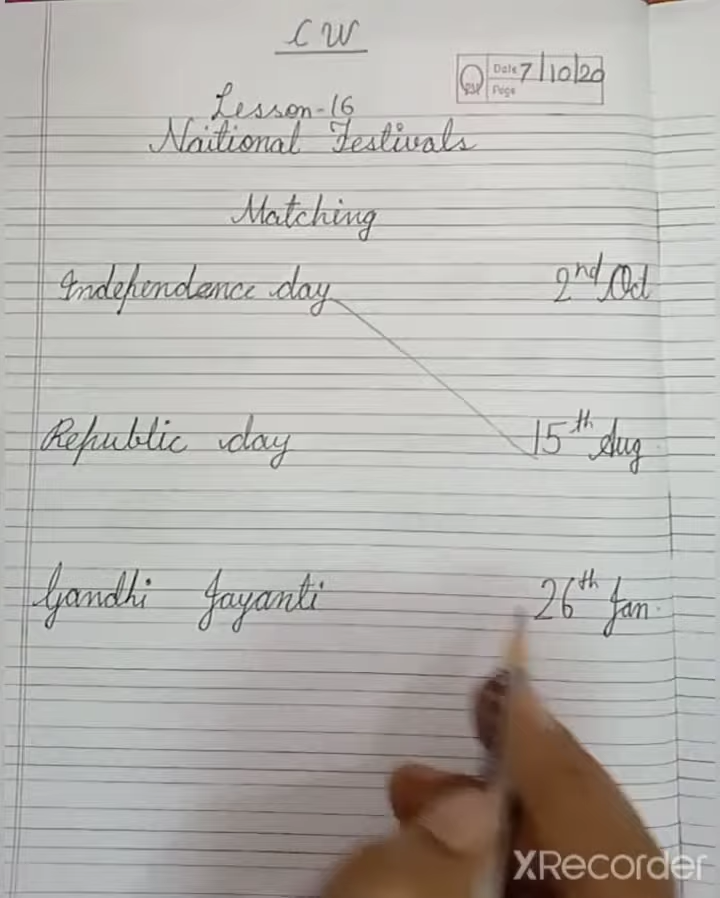 CW
Date 7/10/20
Page
Lesson-16
Naitional Festivals
Matching
Independence day 2nd Oct
Republic day 15th Aug
Gandhi Jayanti 26th Jan.
XRecorder